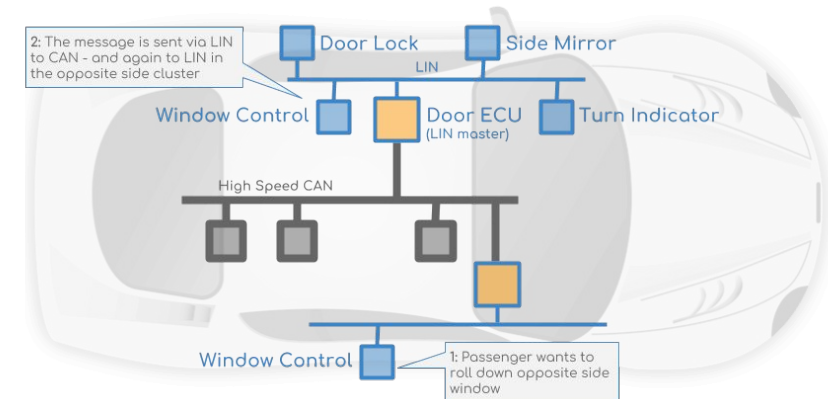 2: The message is sent via LIN
to CAN - and again to LIN in
the opposite side cluster
Door Lock
Side Mirror
LIN
Window Control
Door ECU
(LIN master)
Turn Indicator
High Speed CAN
Window Control
1: Passenger wants to
roll down opposite side
window